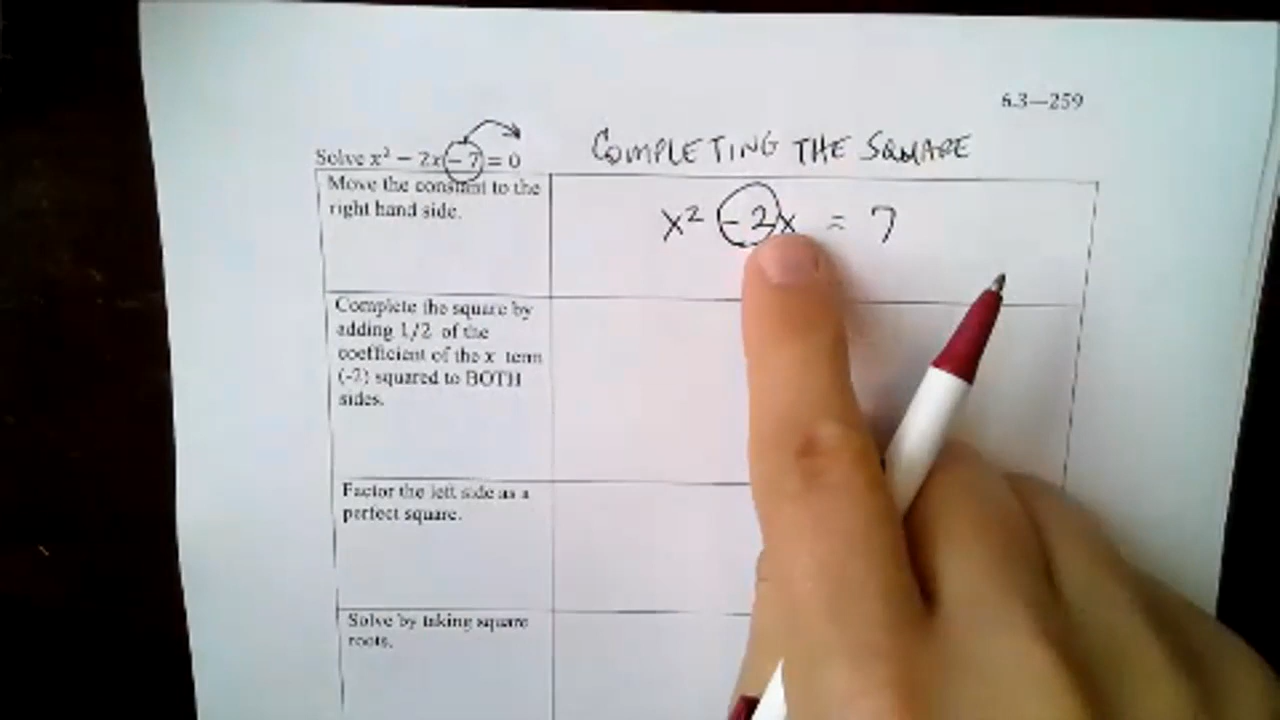 6.3—259
Solve x² − 2x − 7 = 0
COMPLETING THE SQUARE
Move the constant to the
right hand side.
x² -2x = 7
Complete the square by
adding 1/2 of the
coefficient of the x term
(-2) squared to BOTH
sides.
Factor the left side as a
perfect square.
Solve by taking square
roots.